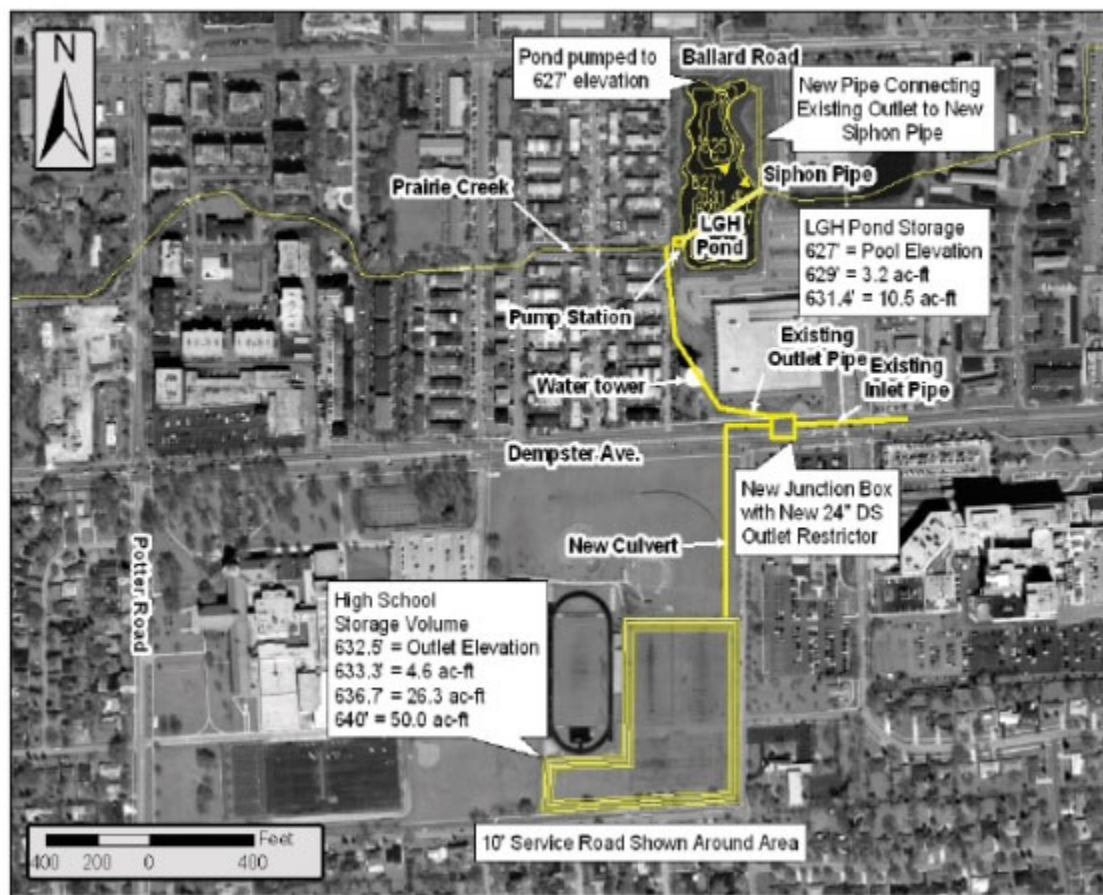 N
Pond pumped to
627' elevation
Ballard Road
New Pipe Connecting
Existing Outlet to New
Siphon Pipe
Prairie Creek
Siphon Pipe
LGH
Pond
LGH Pond Storage
627' = Pool Elevation
629' = 3.2 ac-ft
631.4' = 10.5 ac-ft
Pump Station
Existing
Outlet Pipe
Existing
Inlet Pipe
Water tower
Dempster Ave.
New Junction Box
with New 24" DS
Outlet Restrictor
New Culvert
Potter Road
High School
Storage Volume
632.5' = Outlet Elevation
633.3' = 4.6 ac-ft
636.7' = 26.3 ac-ft
640' = 50.0 ac-ft
10' Service Road Shown Around Area
Feet
400 200 0 400